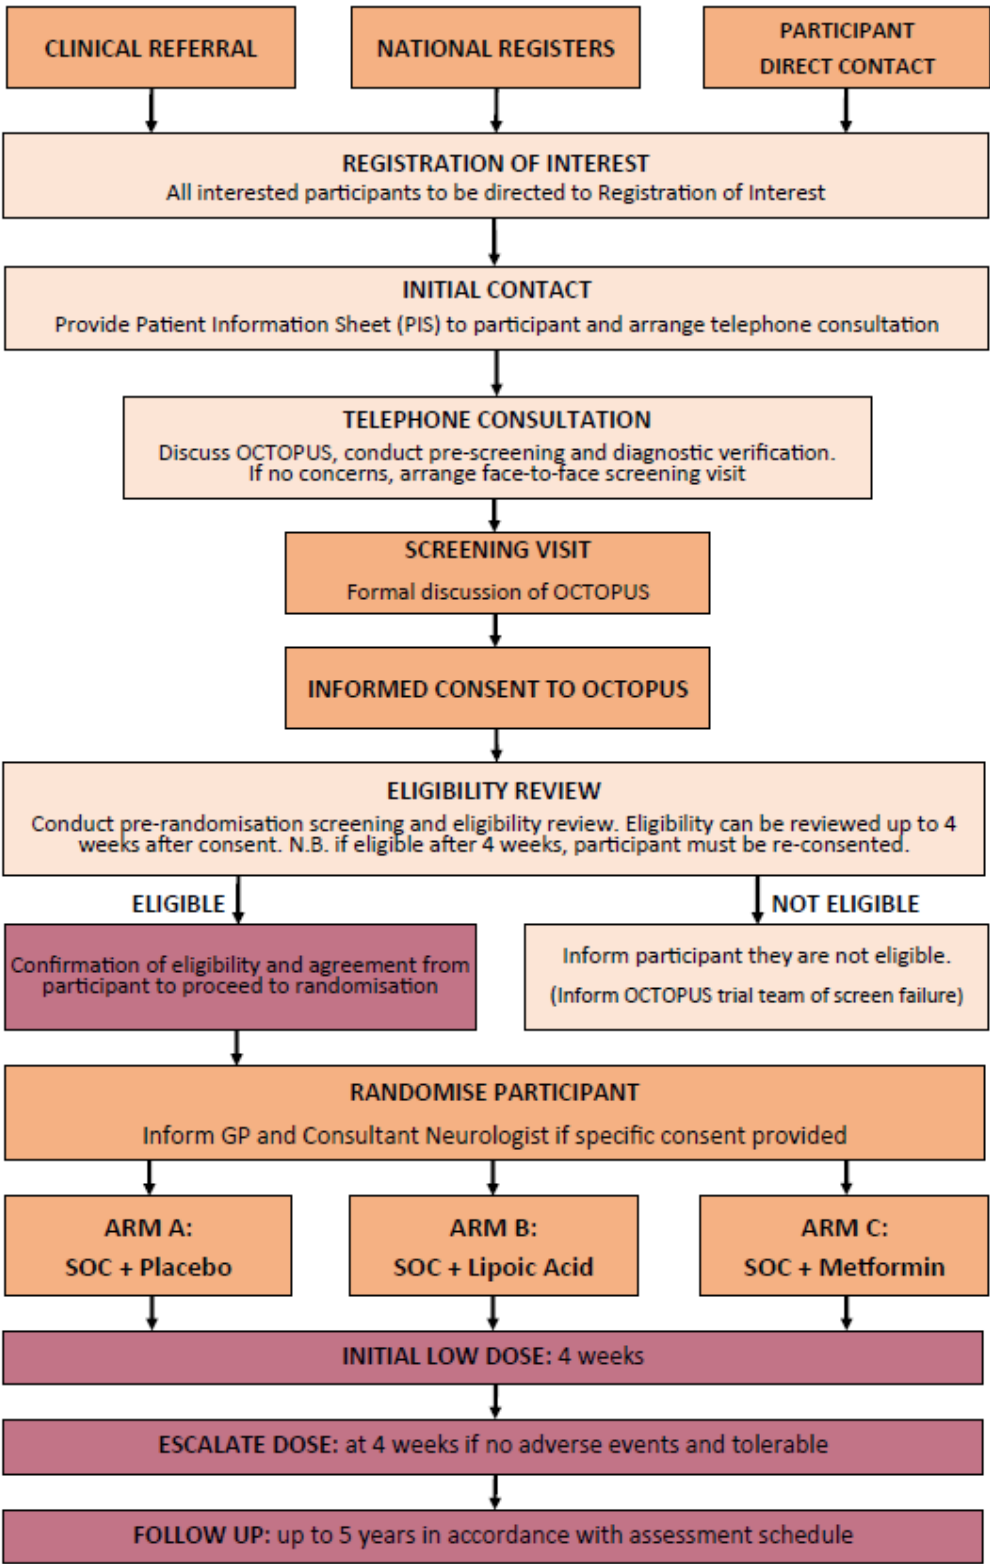 CLINICAL REFERRAL
NATIONAL REGISTERS
PARTICIPANT
DIRECT CONTACT
REGISTRATION OF INTEREST
All interested participants to be directed to Registration of Interest
INITIAL CONTACT
Provide Patient Information Sheet (PIS) to participant and arrange telephone consultation
TELEPHONE CONSULTATION
Discuss OCTOPUS, conduct pre-screening and diagnostic verification.
If no concerns, arrange face-to-face screening visit
SCREENING VISIT
Formal discussion of OCTOPUS
INFORMED CONSENT TO OCTOPUS
ELIGIBILITY REVIEW
Conduct pre-randomisation screening and eligibility review. Eligibility can be reviewed up to 4
weeks after consent. N.B. if eligible after 4 weeks, participant must be re-consented.
ELIGIBLE
NOT ELIGIBLE
Confirmation of eligibility and agreement from
participant to proceed to randomisation
Inform participant they are not eligible.
(Inform OCTOPUS trial team of screen failure)
RANDOMISE PARTICIPANT
Inform GP and Consultant Neurologist if specific consent provided
ARM A:
SOC + Placebo
ARM B:
SOC + Lipoic Acid
ARM C:
SOC + Metformin
INITIAL LOW DOSE: 4 weeks
ESCALATE DOSE: at 4 weeks if no adverse events and tolerable
FOLLOW UP: up to 5 years in accordance with assessment schedule